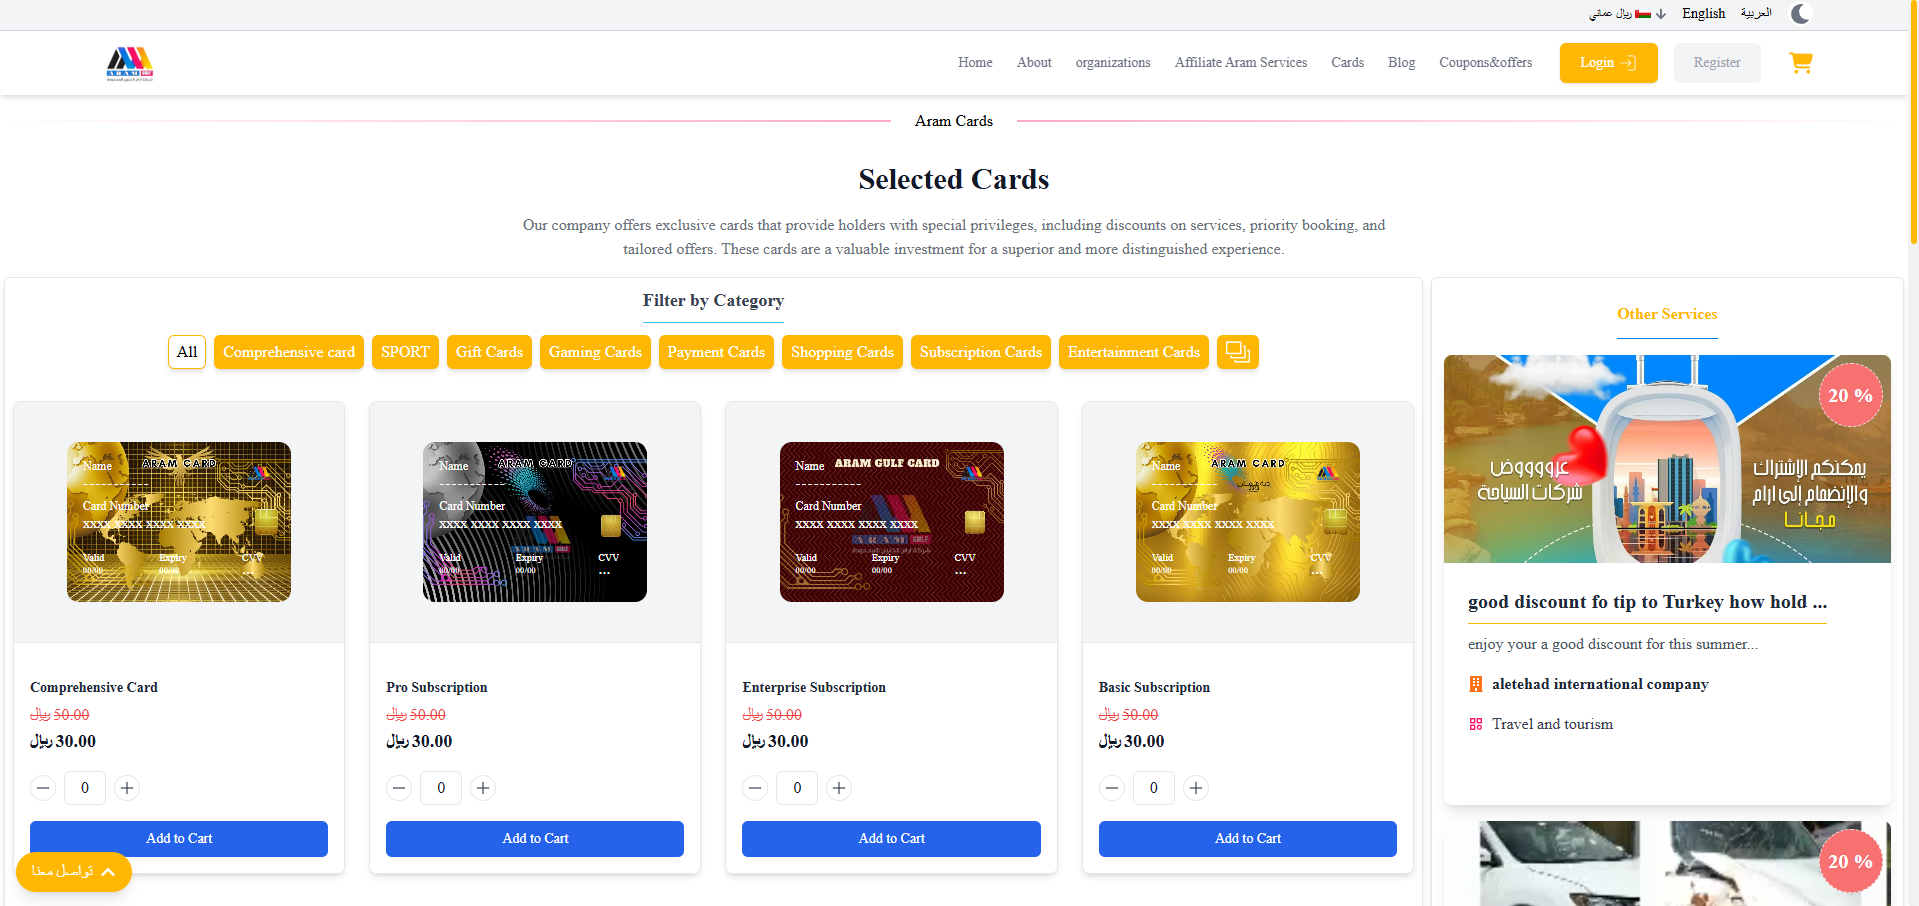 ريال عماني
English
العربية
ARAM GULF
Home
About
organizations
Affiliate Aram Services
Cards
Blog
Coupons&offers
Login
Register
Aram Cards
Selected Cards
Our company offers exclusive cards that provide holders with special privileges, including discounts on services, priority booking, and
tailored offers. These cards are a valuable investment for a superior and more distinguished experience.
Filter by Category
All
Comprehensive card
SPORT
Gift Cards
Gaming Cards
Payment Cards
Shopping Cards
Subscription Cards
Entertainment Cards
Name
ARAM CARD
-----------
Card Number
XXXX XXXX XXXX XXXX
Valid
Expiry
CVV
00/00
00/00
...
Comprehensive Card
50.00 ريال
30.00 ريال
0
Add to Cart
Name
ARAM CARD
-----------
Card Number
XXXX XXXX XXXX XXXX
ARAM GULF
Valid
Expiry
CVV
00/00
00/00
...
Pro Subscription
50.00 ريال
30.00 ريال
0
Add to Cart
Name
ARAM GULF CARD
-----------
Card Number
XXXX XXXX XXXX XXXX
ARAM GULF
شركة ارام الخليج المحدودة
Valid
Expiry
CVV
00/00
00/00
...
Enterprise Subscription
50.00 ريال
30.00 ريال
0
Add to Cart
Name
ARAM CARD
-----------
Card Number
XXXX XXXX XXXX XXXX
Valid
Expiry
CVV
00/00
00/00
...
Basic Subscription
50.00 ريال
30.00 ريال
0
Add to Cart
تواصل معنا
Other Services
20 %
يمكنكم الإشتراك
والإنضمام إلى ارام
مجانا
عروووض
شركات السياحة
good discount fo tip to Turkey how hold ...
enjoy your a good discount for this summer...
aletehad international company
Travel and tourism
20 %